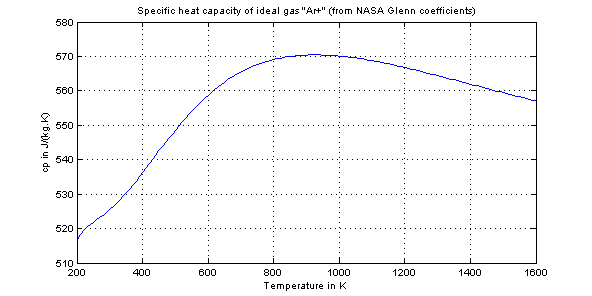 Specific heat capacity of ideal gas "Ar+" (from NASA Glenn coefficients)
580
570
560
550
540
530
520
510
cp in J/(kg.K)
200 400 600 800 1000 1200 1400 1600
Temperature in K